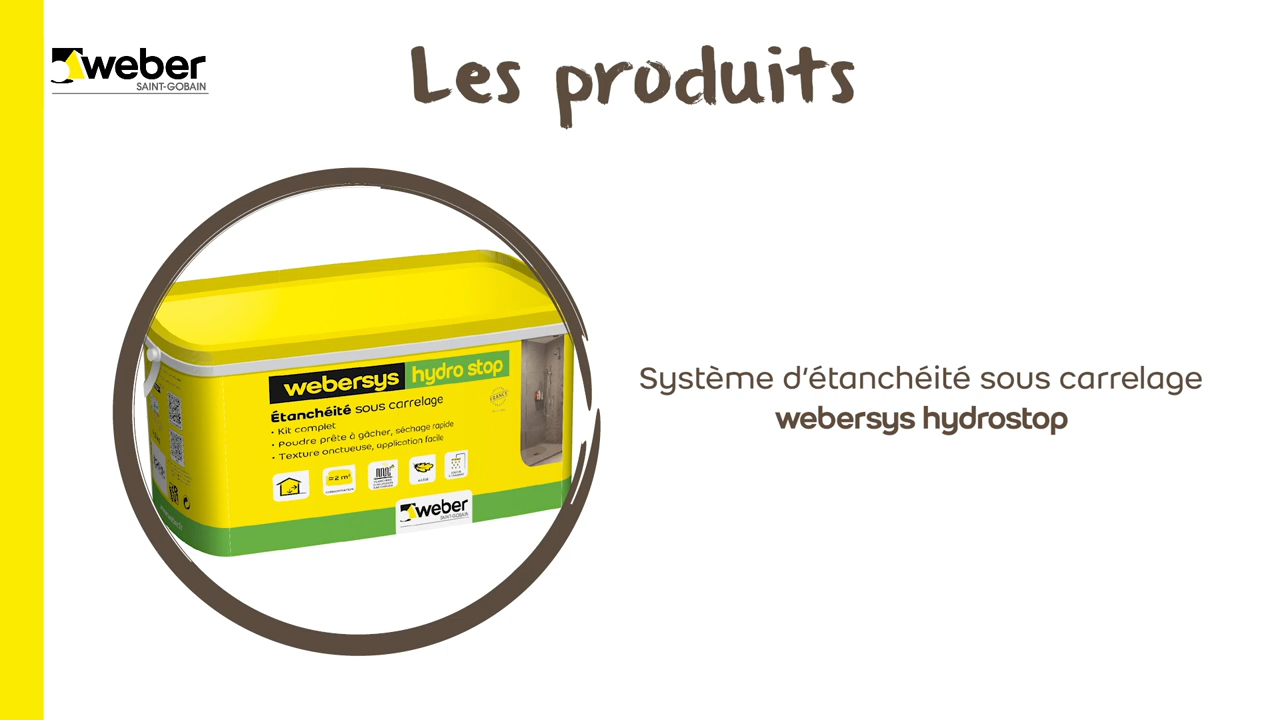 weber
SAINT-GOBAIN
Les produits
webersys hydro stop
Étanchéité sous carrelage
• Kit complet
• Poudre prête à gâcher, séchage rapide
• Texture onctueuse, application facile
≈2 m²
FRANCE
weber
SAINT-GOBAIN
Système d'étanchéité sous carrelage
webersys hydrostop